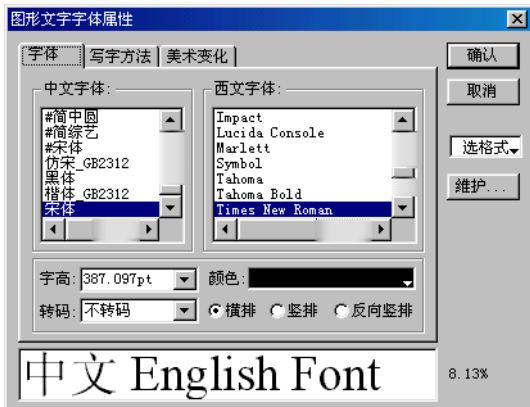 图形文字字体属性
字体 写字方法 美术变化
确认
取消
选格式
維护...
中文字体:
#简中圆
#简综艺
#宋体
仿宋_GB2312
黑体
楷体_GB2312
宋体
西文字体:
Impact
Lucida Console
Marlett
Symbol
Tahoma
Tahoma Bold
Times New Roman
字高: 387.097pt 颜色:
转码: 不转码 横排 竖排 反向竖排
中文 English Font
8.13%